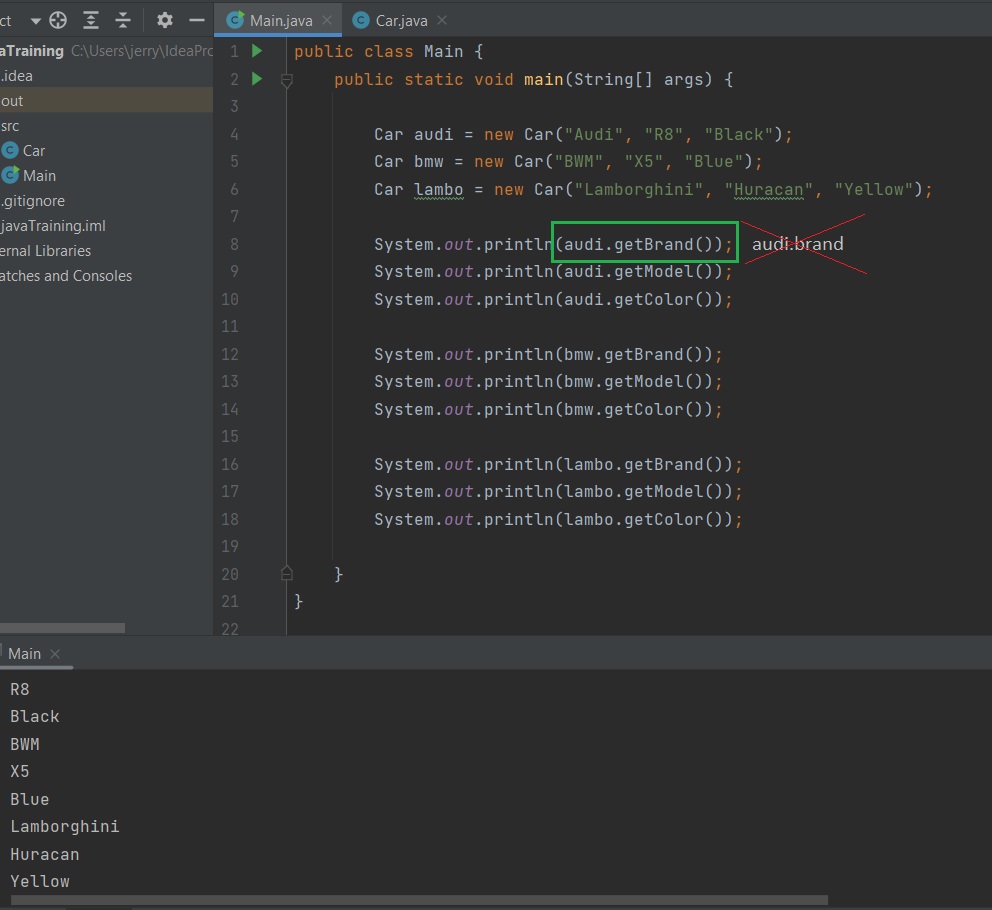 ct
Main.java Car.java
aTraining C:\Users\jerry\IdeaPro
.idea
out
src
Car
Main
.gitignore
javaTraining.iml
ernal Libraries
atches and Consoles
1 public class Main {
2 public static void main(String[] args) {
3
4 Car audi = new Car("Audi", "R8", "Black");
5 Car bmw = new Car("BWM", "X5", "Blue");
6 Car lambo = new Car("Lamborghini", "Huracan", "Yellow");
7
8 System.out.println(audi.getBrand()); audi.brand
9 System.out.println(audi.getModel());
10 System.out.println(audi.getColor());
11
12 System.out.println(bmw.getBrand());
13 System.out.println(bmw.getModel());
14 System.out.println(bmw.getColor());
15
16 System.out.println(lambo.getBrand());
17 System.out.println(lambo.getModel());
18 System.out.println(lambo.getColor());
19
20 }
21 }
22
Main
R8
Black
BWM
X5
Blue
Lamborghini
Huracan
Yellow